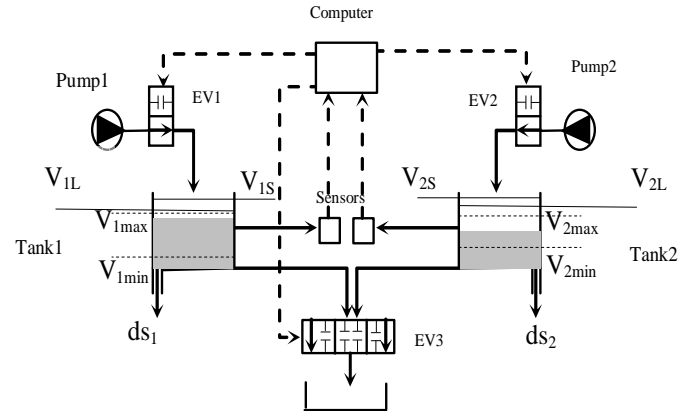 Computer
Pump1
EV1
EV2
Pump2
V1L
V1S
Sensors
V2S
V2L
V1max
V2max
Tank1
V1min
V2min
Tank2
ds1
EV3
ds2